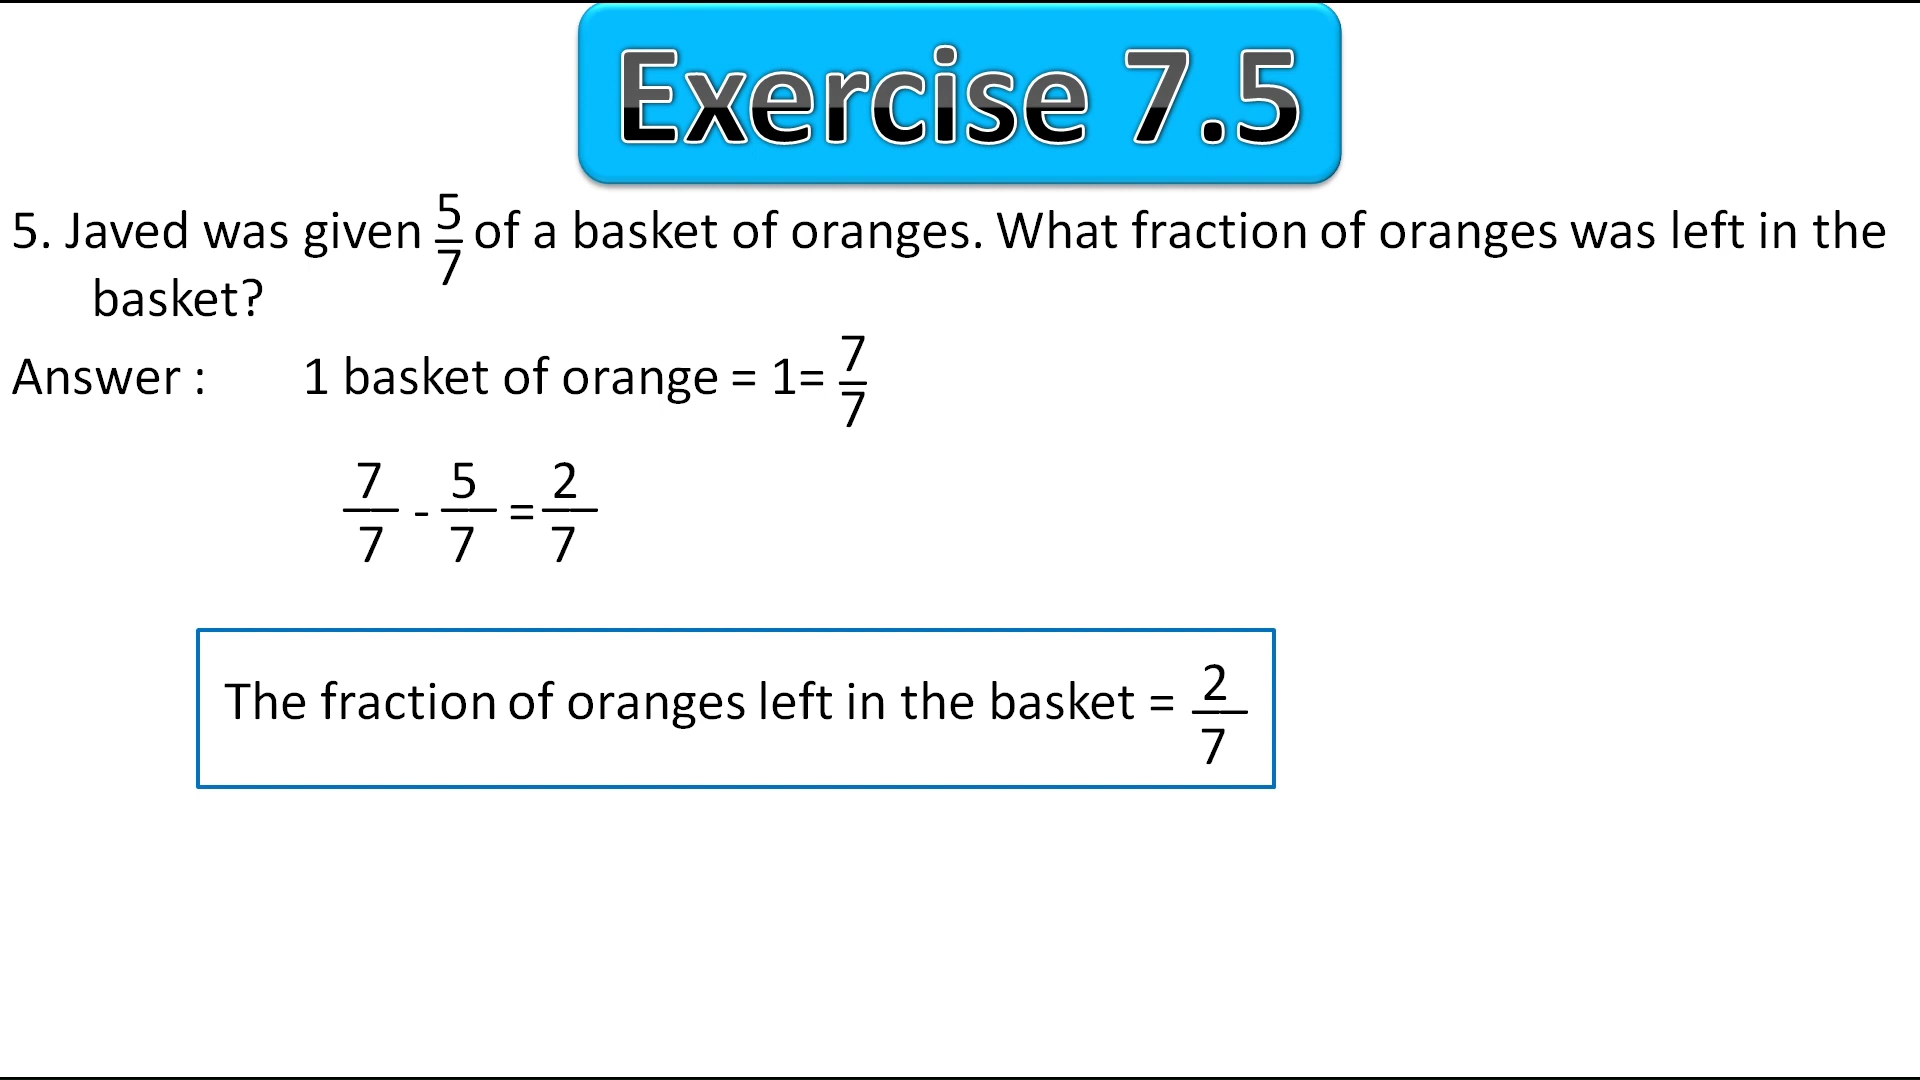 Exercise 7.5
5. Javed was given 5/7 of a basket of oranges. What fraction of oranges was left in the
basket?
Answer : 1 basket of orange = 1= 7/7
7/7 - 5/7 = 2/7
The fraction of oranges left in the basket = 2/7